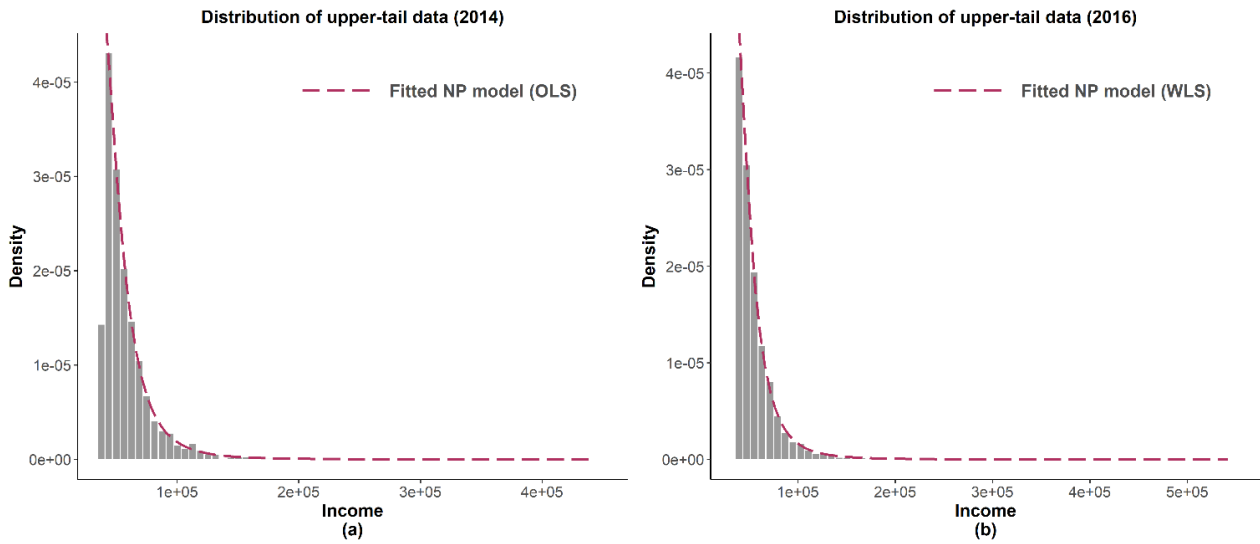 Distribution of upper-tail data (2014)
Fitted NP model (OLS)
Density
4e-05
3e-05
2e-05
1e-05
0e+00
1e+05
2e+05
3e+05
4e+05
Income
(a)
Distribution of upper-tail data (2016)
Fitted NP model (WLS)
Density
4e-05
3e-05
2e-05
1e-05
0e+00
1e+05
2e+05
3e+05
4e+05
5e+05
Income
(b)